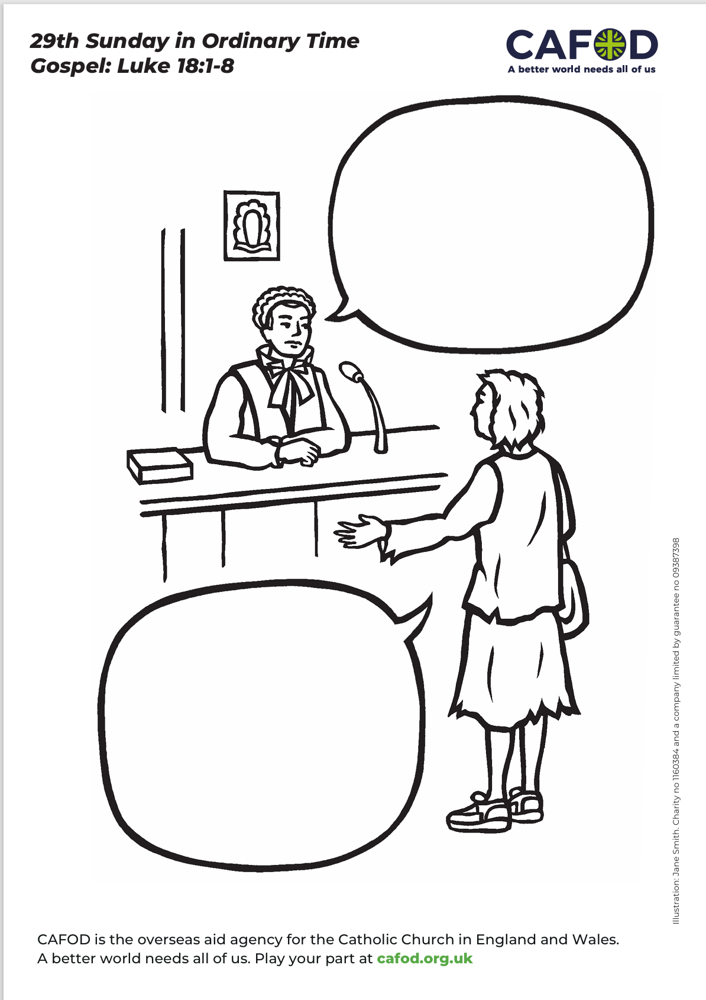 29th Sunday in Ordinary Time
Gospel: Luke 18:1-8
CAFOD
A better world needs all of us
Illustration: Jane Smith. Charity no 1160384 and a company limited by guarantee no 09387398
CAFOD is the overseas aid agency for the Catholic Church in England and Wales.
A better world needs all of us. Play your part at cafod.org.uk